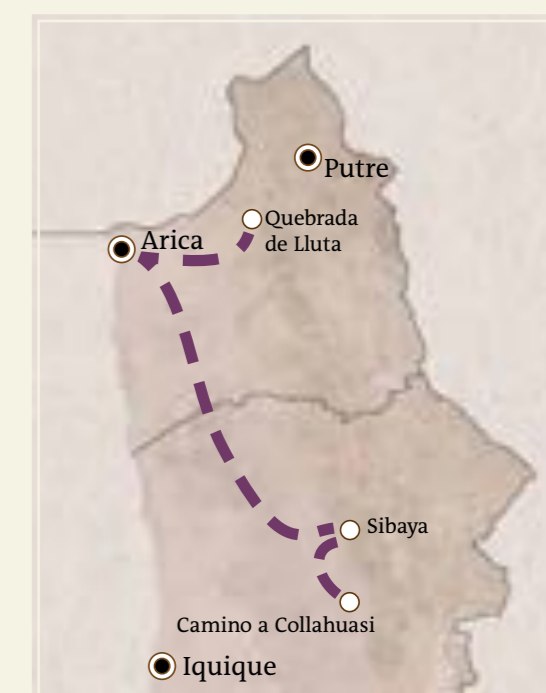 Putre
Quebrada
de Lluta
Arica
Sibaya
Camino a Collahuasi
Iquique